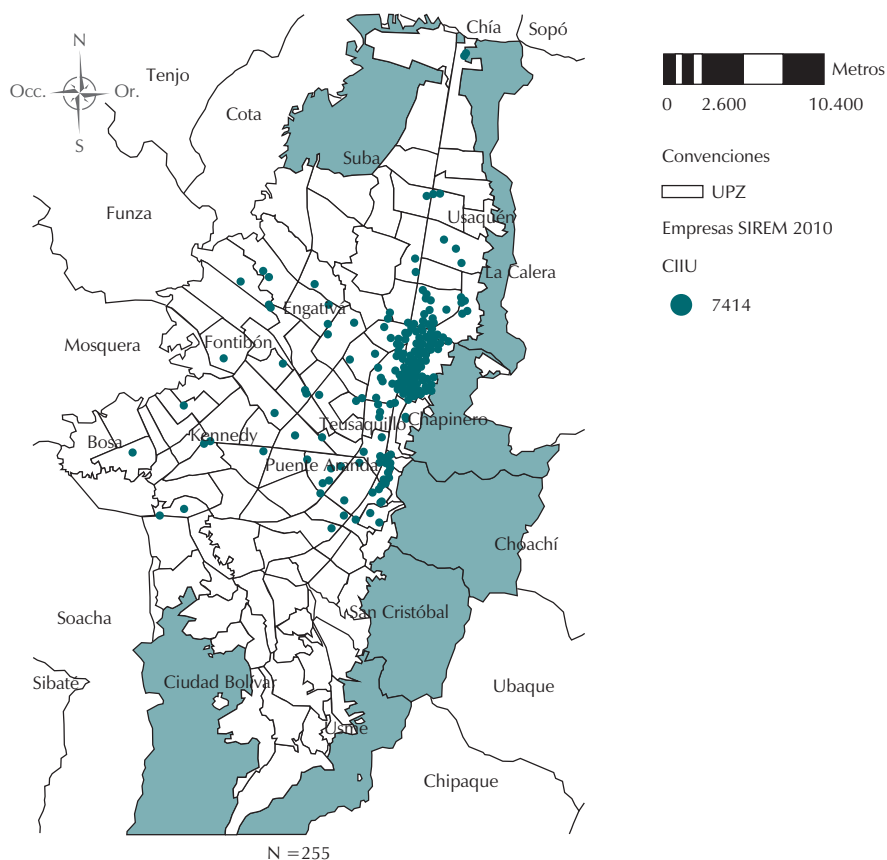 Chía
Sopó
N
Tenjo
Occ.
Or.
Cota
S
Suba
Funza
Usaquén
La Calera
Engativá
Mosquera
Fontibón
Teusaquillo
Chapinero
Bosa
Kennedy
Puente Aranda
Choachí
Soacha
San Cristóbal
Sibaté
Ciudad Bolívar
Ubaque
Usme
Chipaque
N = 255
Metros
0 2.600 10.400
Convenciones
UPZ
Empresas SIREM 2010
CIIU
7414